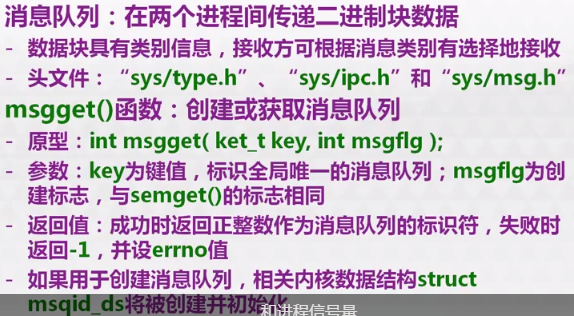 消息队列：在两个进程间传递二进制块数据
- 数据块具有类别信息，接收方可根据消息类别有选择地接收
- 头文件：“sys/type.h”、“sys/ipc.h”和“sys/msg.h”
msgget()函数：创建或获取消息队列
- 原型：int msgget( ket_t key, int msgflg );
- 参数：key为键值，标识全局唯一的消息队列；msgflg为创
建标志，与semget()的标志相同
- 返回值：成功时返回正整数作为消息队列的标识符，失败时
返回-1，并设errno值
- 如果用于创建消息队列，相关内核数据结构struct
msqid_ds将被创建并初始化
和进程信号量